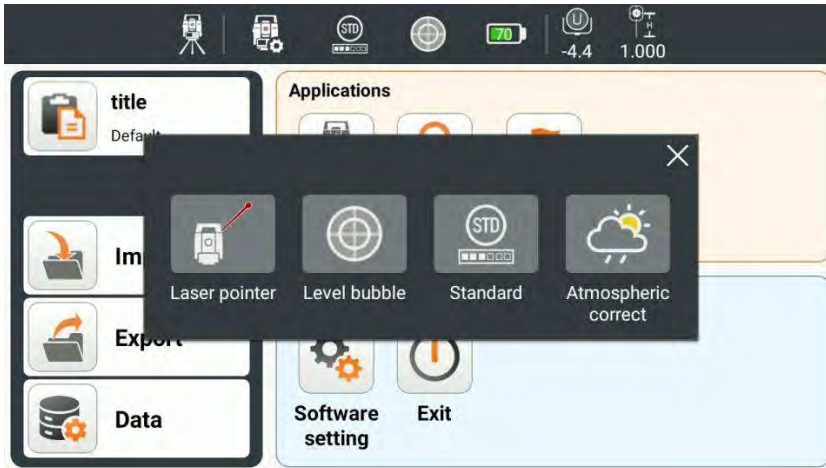 STD
70
U
-4.4
H
1.000
title
Applications
STD
Laser pointer
Level bubble
Standard
Atmospheric
correct
Export
Data
Software
setting
Exit